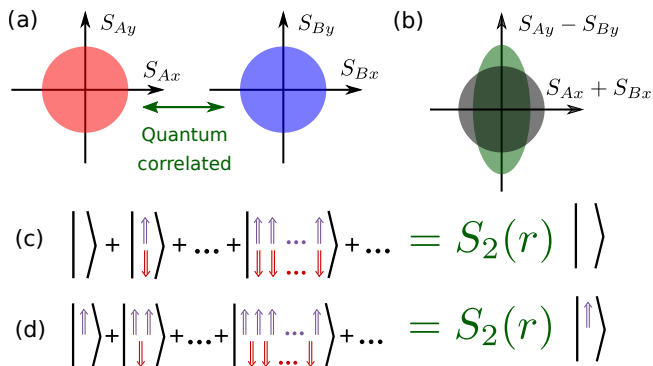 (a) S_{Ay} S_{By} (b) S_{Ay} − S_{By}
S_{Ax} S_{Bx} S_{Ax} + S_{Bx}
Quantum
correlated
(c) | ⟩ + | ⇑ ⇓ ⟩ + ... + | ⇑ ⇑ ... ⇑ ⇓ ⇓ ... ⇓ ⟩ + ... = S_2(r) | ⟩
(d) | ⇑ ⟩ + | ⇑ ⇑ ⇓ ⟩ + ... + | ⇑ ⇑ ⇑ ... ⇑ ⇓ ⇓ ... ⇓ ⟩ + ... = S_2(r) | ⇑ ⟩